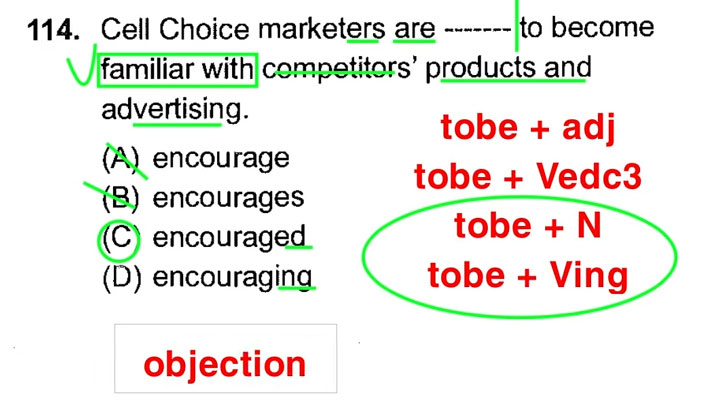 114. Cell Choice marketers are ------- to become
familiar with competitors' products and
advertising.
(A) encourage
(B) encourages
(C) encouraged
(D) encouraging
tobe + adj
tobe + Vedc3
tobe + N
tobe + Ving
objection